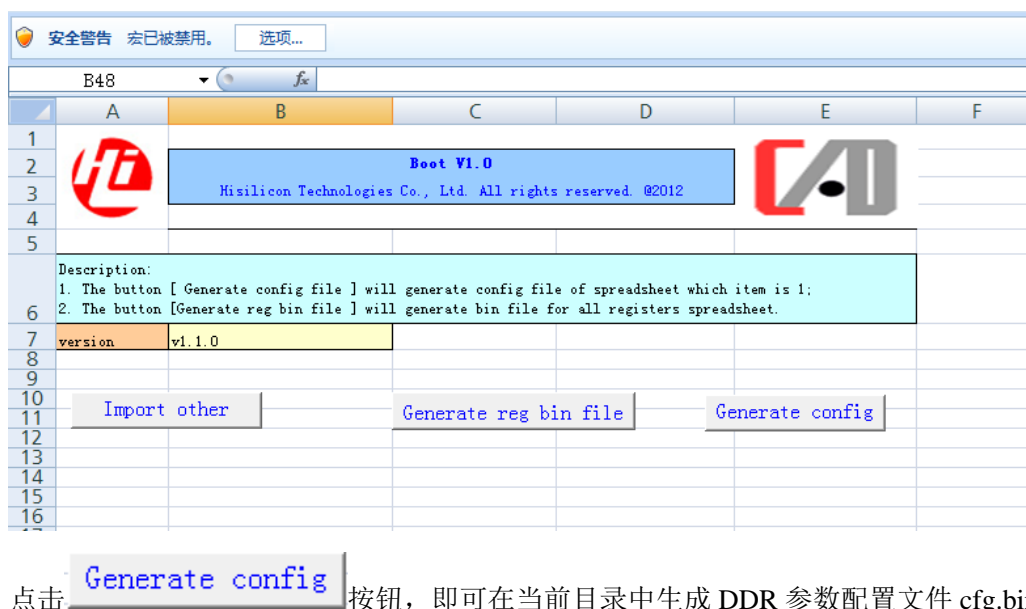 安全警告 宏已被禁用。 选项...
B48 fx
A B C D E F
1
2 Boot V1.0
3 Hisilicon Technologies Co., Ltd. All rights reserved. @2012
4
5
Description:
1. The button [ Generate config file ] will generate config file of spreadsheet which item is 1;
6 2. The button [Generate reg bin file ] will generate bin file for all registers spreadsheet.
7 version v1.1.0
8
9
10
11 Import other Generate reg bin file Generate config
12
13
14
15
16
点击 Generate config 按钮，即可在当前目录中生成 DDR 参数配置文件 cfg.bi